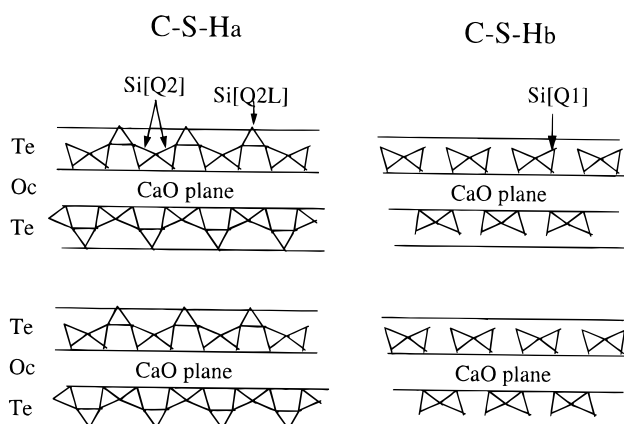 C-S-Ha
C-S-Hb
Si[Q2]
Si[Q2L]
Si[Q1]
Te
Oc
CaO plane
CaO plane
Te
Te
Oc
CaO plane
CaO plane
Te